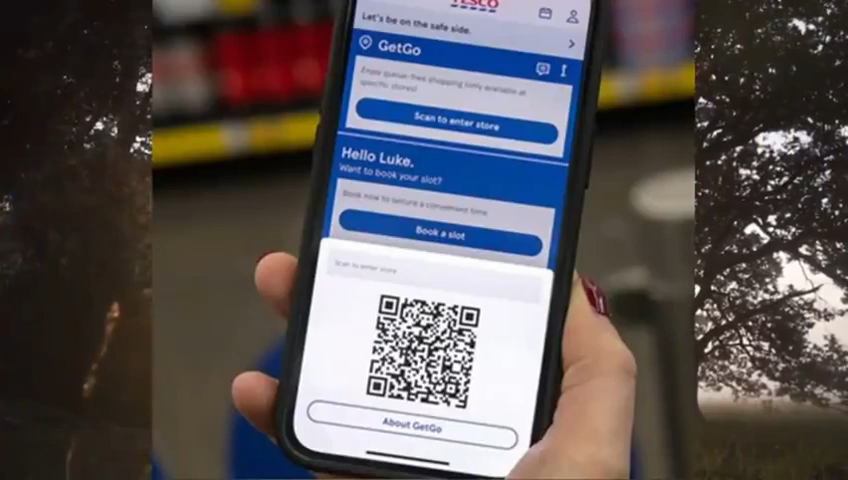 TESCO
Let's be on the safe side.
GetGo
Enjoy queue-free shopping (only available at
specific stores)
Scan to enter store
Hello Luke.
Want to book your slot?
Book now to secure a convenient time
Book a slot
Scan to enter store
About GetGo